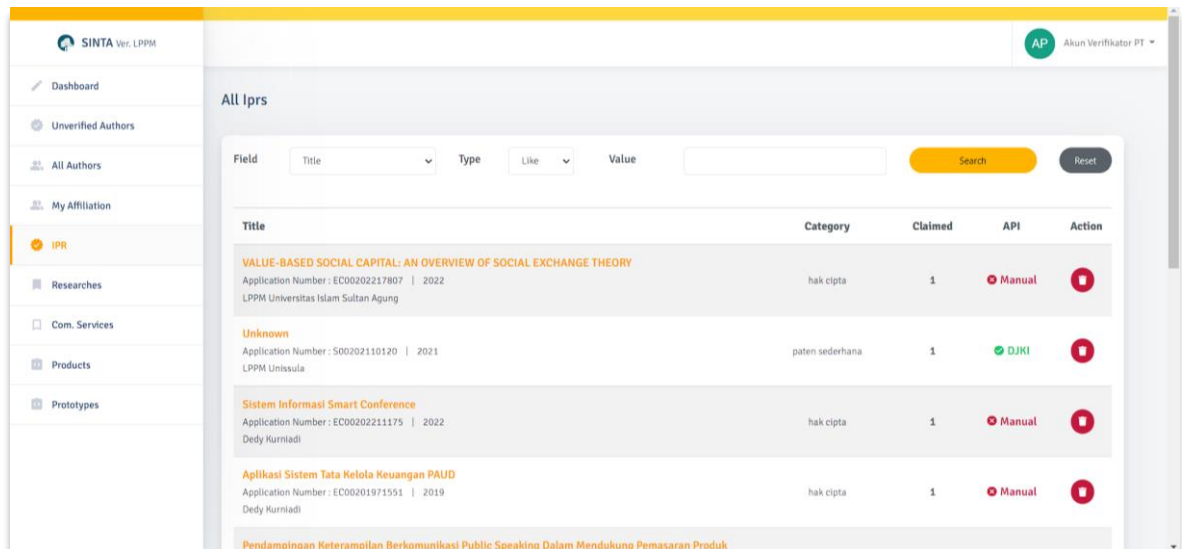 SINTA Ver. LPPM
AP Akun Verifikator PT
Dashboard
Unverified Authors
All Authors
My Affiliation
IPR
Researches
Com. Services
Products
Prototypes
All Iprs
Field Title Type Like Value Search Reset
Title Category Claimed API Action
VALUE-BASED SOCIAL CAPITAL: AN OVERVIEW OF SOCIAL EXCHANGE THEORY
Application Number : EC00202217807 | 2022 hak cipta 1 Manual
LPPM Universitas Islam Sultan Agung
Unknown
Application Number : S00202110120 | 2021 paten sederhana 1 DJKI
LPPM Unissula
Sistem Informasi Smart Conference
Application Number : EC00202211175 | 2022 hak cipta 1 Manual
Dedy Kurniadi
Aplikasi Sistem Tata Kelola Keuangan PAUD
Application Number : EC00201971551 | 2019 hak cipta 1 Manual
Dedy Kurniadi
Pendampingan Keterampilan Berkomunikasi Public Speaking Dalam Mendukung Pemasaran Produk